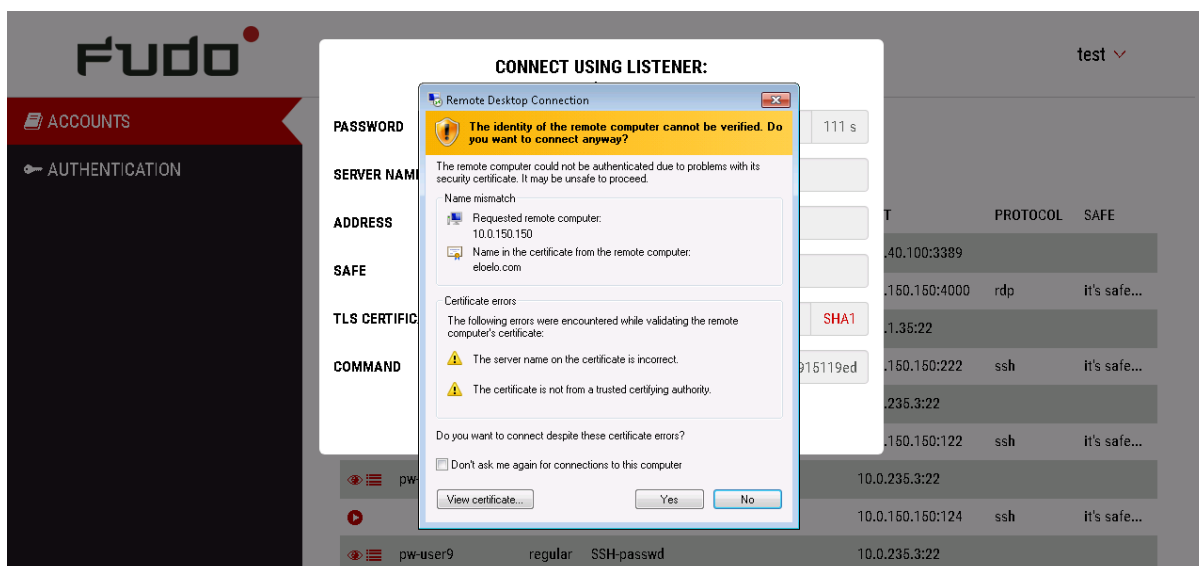 FUDO
test
CONNECT USING LISTENER:
Remote Desktop Connection
ACCOUNTS
AUTHENTICATION
PASSWORD
111 s
The identity of the remote computer cannot be verified. Do
you want to connect anyway?
The remote computer could not be authenticated due to problems with its
security certificate. It may be unsafe to proceed.
SERVER NAM
Name mismatch
Requested remote computer:
10.0.150.150
Name in the certificate from the remote computer:
eloelo.com
ADDRESS
SAFE
TLS CERTIFIC
SHA1
COMMAND
915119ed
Certificate errors
The following errors were encountered while validating the remote
computer's certificate:
The server name on the certificate is incorrect.
The certificate is not from a trusted certifying authority.
Do you want to connect despite these certificate errors?
Don't ask me again for connections to this computer
View certificate...
Yes
No
T PROTOCOL SAFE
.40.100:3389
.150.150:4000 rdp it's safe...
.1.35:22
.150.150:222 ssh it's safe...
.235.3:22
.150.150:122 ssh it's safe...
pw- 10.0.235.3:22
10.0.150.150:124 ssh it's safe...
pw-user9 regular SSH-passwd 10.0.235.3:22